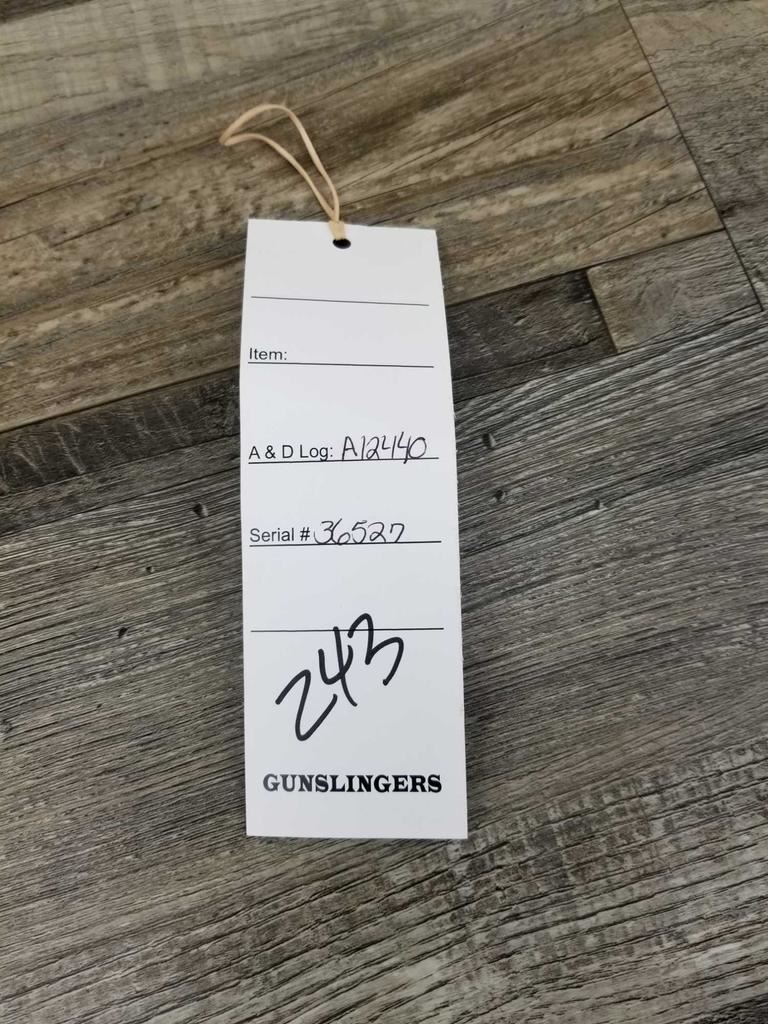 Item:
A & D Log: A12440
Serial # 36527
243
GUNSLINGERS